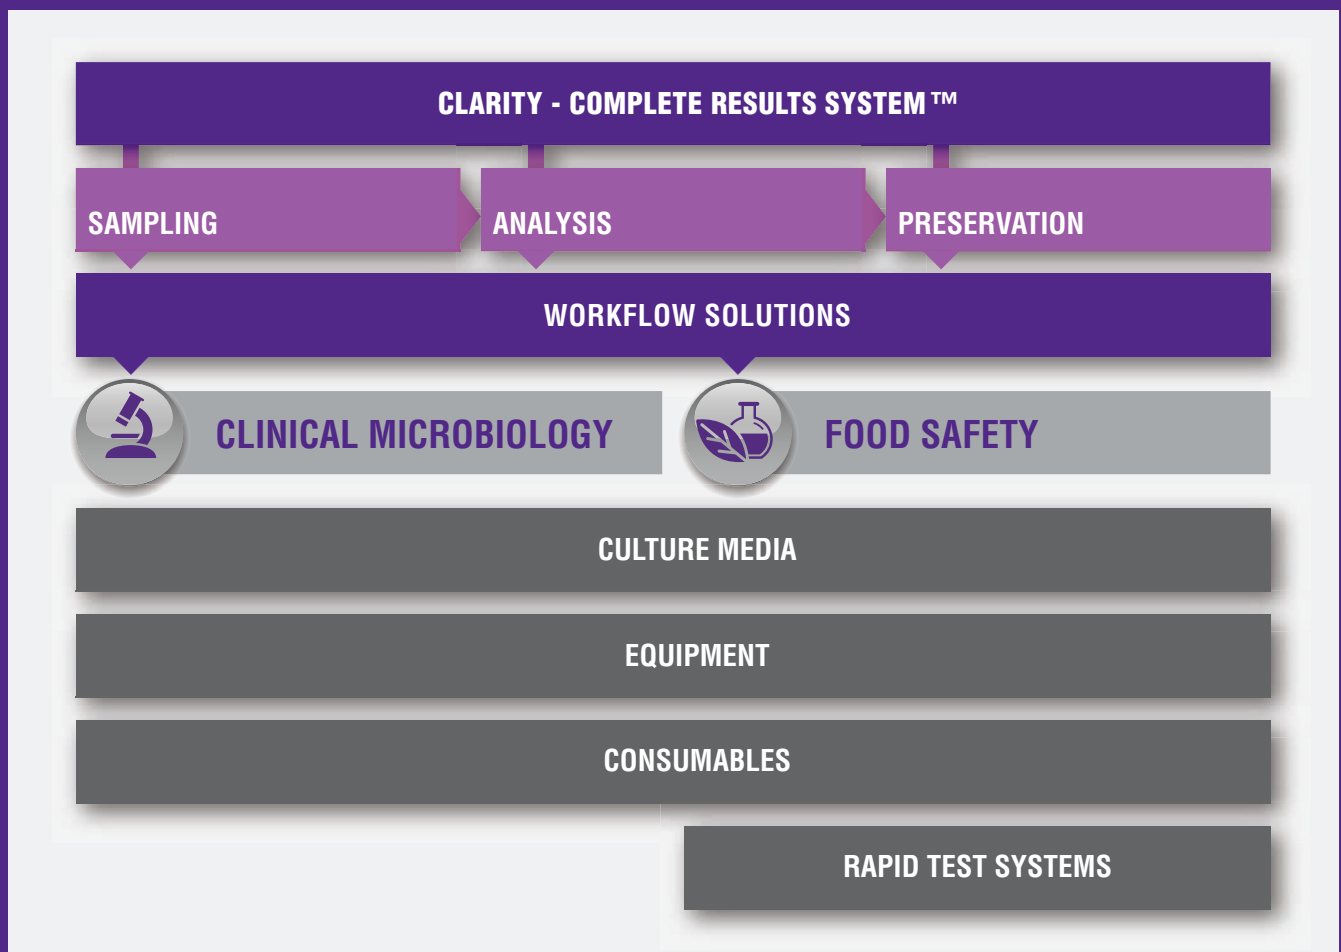 CLARITY - COMPLETE RESULTS SYSTEM™
SAMPLING
ANALYSIS
PRESERVATION
WORKFLOW SOLUTIONS
CLINICAL MICROBIOLOGY
FOOD SAFETY
CULTURE MEDIA
EQUIPMENT
CONSUMABLES
RAPID TEST SYSTEMS